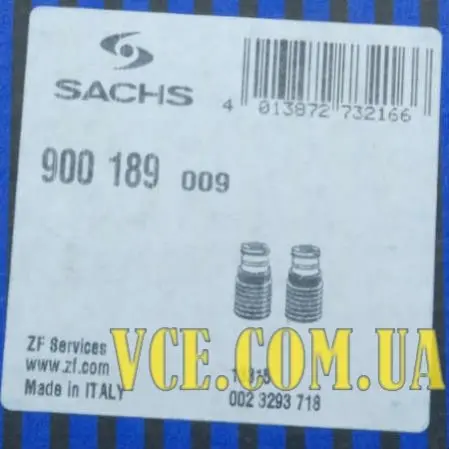 SACHS
4 013872 732166
900 189 009
ZF Services
www.zf.com
Made in ITALY
002 3293 718
VCE.COM.UA